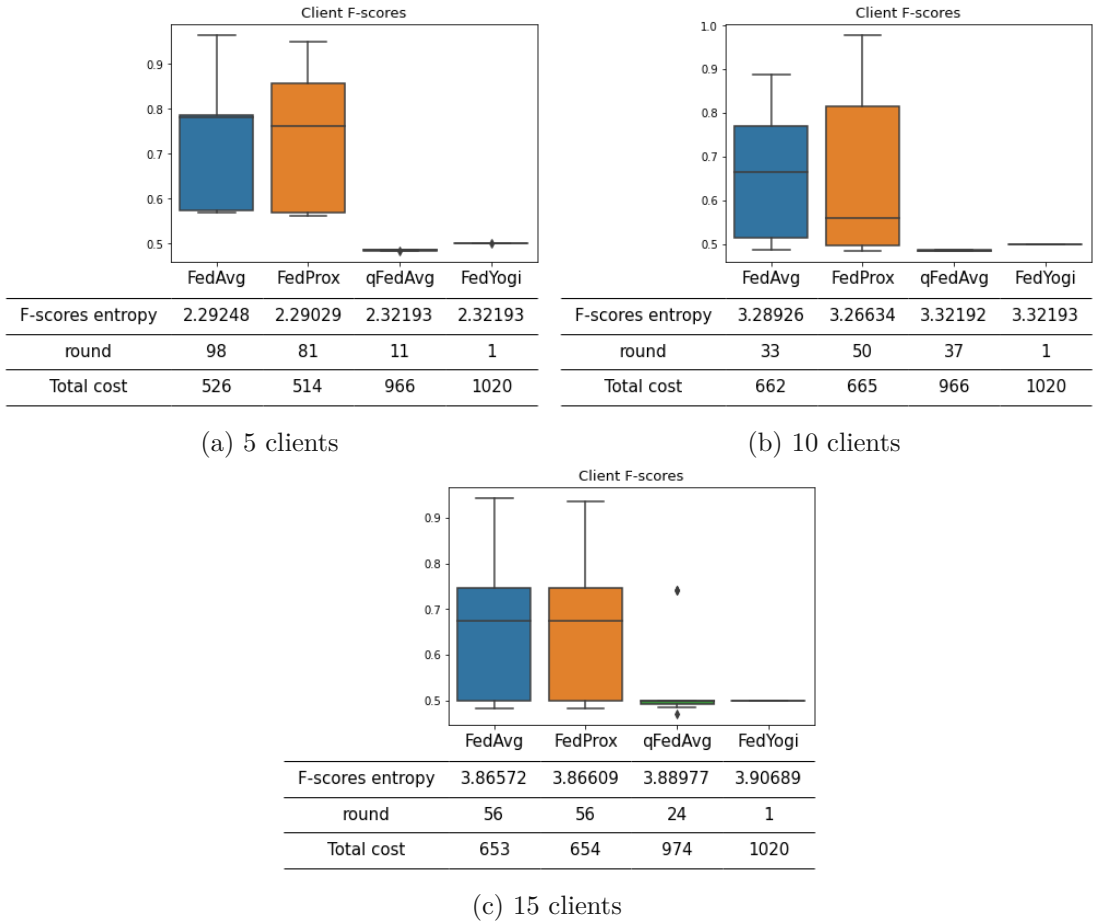 Client F-scores
0.9
0.8
0.7
0.6
0.5
FedAvg FedProx qFedAvg FedYogi
F-scores entropy 2.29248 2.29029 2.32193 2.32193
round 98 81 11 1
Total cost 526 514 966 1020
(a) 5 clients
Client F-scores
1.0
0.9
0.8
0.7
0.6
0.5
FedAvg FedProx qFedAvg FedYogi
F-scores entropy 3.28926 3.26634 3.32192 3.32193
round 33 50 37 1
Total cost 662 665 966 1020
(b) 10 clients
Client F-scores
0.9
0.8
0.7
0.6
0.5
FedAvg FedProx qFedAvg FedYogi
F-scores entropy 3.86572 3.86609 3.88977 3.90689
round 56 56 24 1
Total cost 653 654 974 1020
(c) 15 clients